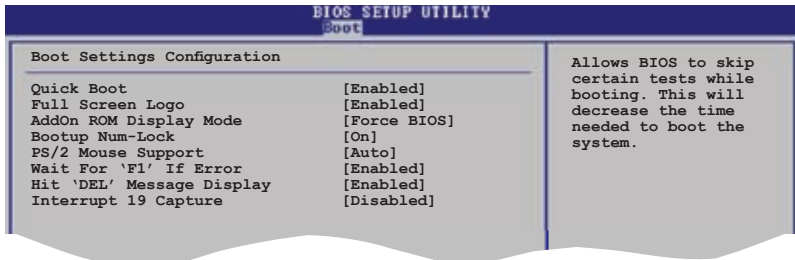 BIOS SETUP UTILITY
Boot
Boot Settings Configuration
Quick Boot [Enabled]
Full Screen Logo [Enabled]
AddOn ROM Display Mode [Force BIOS]
Bootup Num-Lock [On]
PS/2 Mouse Support [Auto]
Wait For ‘F1’ If Error [Enabled]
Hit ‘DEL’ Message Display [Enabled]
Interrupt 19 Capture [Disabled]
Allows BIOS to skip
certain tests while
booting. This will
decrease the time
needed to boot the
system.